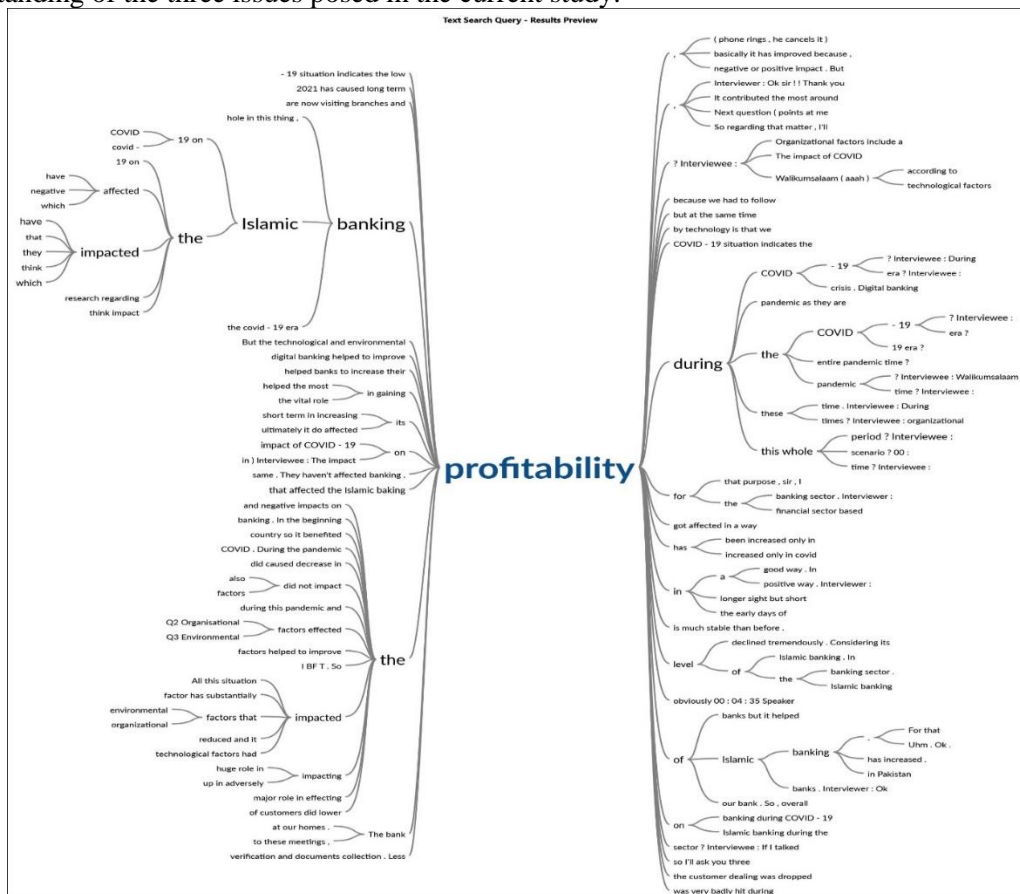 standing of the three issues posed in the current study.
Text Search Query - Results Preview
- 19 situation indicates the low
2021 has caused long term
are now visiting branches and
hole in this thing ,
COVID
covid -
19 on
19 on
have
negative
which
affected
have
that
they
think
which
impacted
research regarding
think impact
the
Islamic
the covid - 19 era
banking
But the technological and environmental
digital banking helped to improve
helped banks to increase their
helped the most
the vital role
in gaining
short term in increasing
ultimately it do affected
its
impact of COVID - 19
in ) Interviewee : The impact
on
same . They haven't affected banking ,
that affected the Islamic baking
and negative impacts on
banking . In the beginning
country so it benefited
COVID . During the pandemic
did caused decrease in
also
factors
did not impact
during this pandemic and
Q2 Organisational
Q3 Environmental
factors effected
factors helped to improve
I BF T . So
All this situation
factor has substantially
environmental
organizational
factors that
reduced and it
technological factors had
impacted
huge role in
up in adversely
impacting
major role in effecting
of customers did lower
at our homes .
to these meetings ,
The bank
the
verification and documents collection . Less
profitability
,
( phone rings , he cancels it )
basically it has improved because ,
negative or positive impact . But
.
Interviewer : Ok sir ! ! Thank you
It contributed the most around
Next question ( points at me
So regarding that matter , I'll
? Interviewee :
Organizational factors include a
The impact of COVID
Walikumsalaam ( aaah )
according to
technological factors
because we had to follow
but at the same time
by technology is that we
COVID - 19 situation indicates the
during
COVID
- 19
? Interviewee : During
era ? Interviewee :
crisis . Digital banking
pandemic as they are
the
COVID
- 19
? Interviewee :
era ?
19 era ?
entire pandemic time ?
pandemic
? Interviewee : Walikumsalaam
time ? Interviewee :
these
time . Interviewee : During
times ? Interviewee : organizational
this whole
period ? Interviewee :
scenario ? 00 :
time ? Interviewee :
for
that purpose , sir , I
the
banking sector . Interviewer :
financial sector based
got affected in a way
has
been increased only in
increased only in covid
in
a
good way . In
positive way . Interviewer :
longer sight but short
the early days of
is much stable than before .
level
declined tremendously . Considering its
of
Islamic banking . In
the
banking sector .
Islamic banking
obviously 00 : 04 : 35 Speaker
of
banks but it helped
Islamic
banking
.
For that
Uhm . Ok .
has increased .
in Pakistan
banks . Interviewer : Ok
our bank . So , overall
on
banking during COVID - 19
Islamic banking during the
sector ? Interviewee : If I talked
so I'll ask you three
the customer dealing was dropped
was very badly hit during